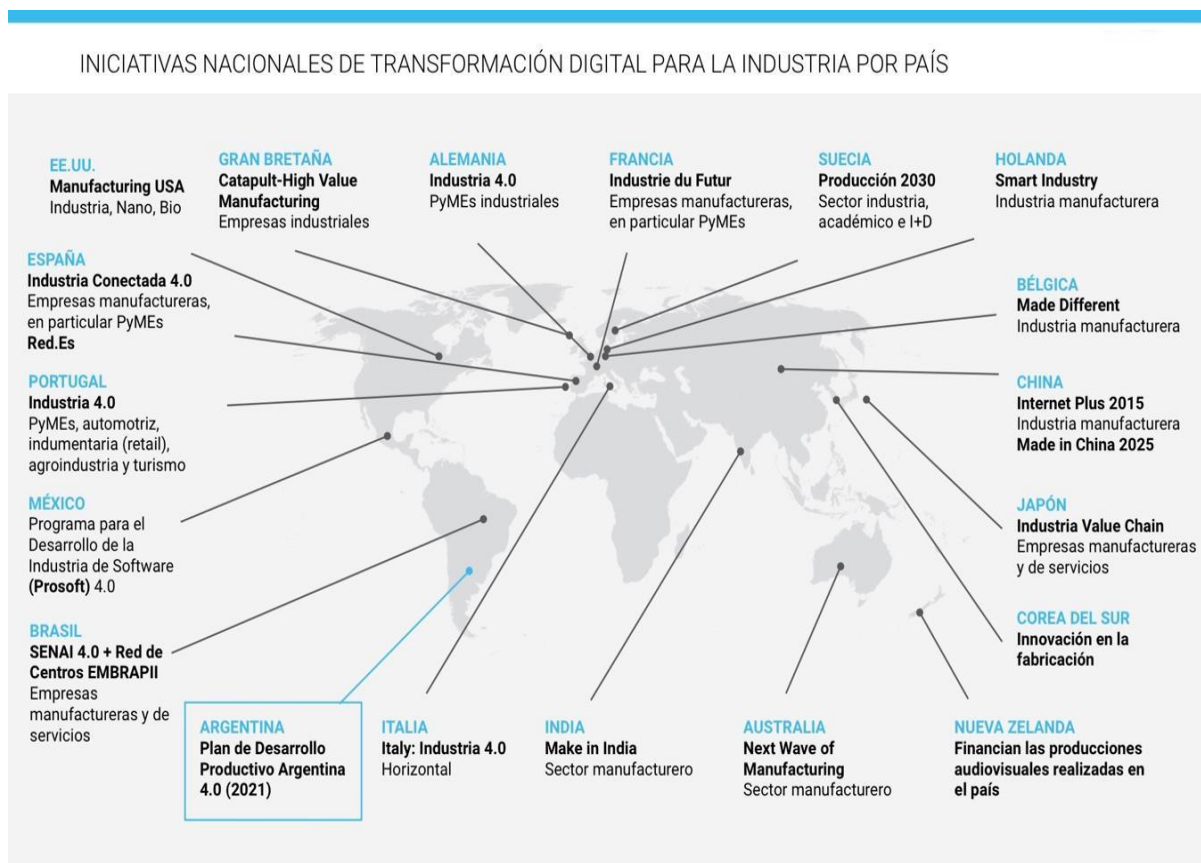 INICIATIVAS NACIONALES DE TRANSFORMACIÓN DIGITAL PARA LA INDUSTRIA POR PAÍS
EE.UU.
Manufacturing USA
Industria, Nano, Bio
GRAN BRETAÑA
Catapult-High Value
Manufacturing
Empresas industriales
ALEMANIA
Industria 4.0
PyMEs industriales
FRANCIA
Industrie du Futur
Empresas manufactureras,
en particular PyMEs
SUECIA
Producción 2030
Sector industria,
académico e I+D
HOLANDA
Smart Industry
Industria manufacturera
ESPAÑA
Industria Conectada 4.0
Empresas manufactureras,
en particular PyMEs
Red.Es
BÉLGICA
Made Different
Industria manufacturera
PORTUGAL
Industria 4.0
PyMEs, automotriz,
indumentaria (retail),
agroindustria y turismo
CHINA
Internet Plus 2015
Industria manufacturera
Made in China 2025
MÉXICO
Programa para el
Desarrollo de la
Industria de Software
(Prosoft) 4.0
JAPÓN
Industria Value Chain
Empresas manufactureras
y de servicios
BRASIL
SENAI 4.0 + Red de
Centros EMBRAPII
Empresas
manufactureras y de
servicios
COREA DEL SUR
Innovación en la
fabricación
ARGENTINA
Plan de Desarrollo
Productivo Argentina
4.0 (2021)
ITALIA
Italy: Industria 4.0
Horizontal
INDIA
Make in India
Sector manufacturero
AUSTRALIA
Next Wave of
Manufacturing
Sector manufacturero
NUEVA ZELANDA
Financian las producciones
audiovisuales realizadas en
el país